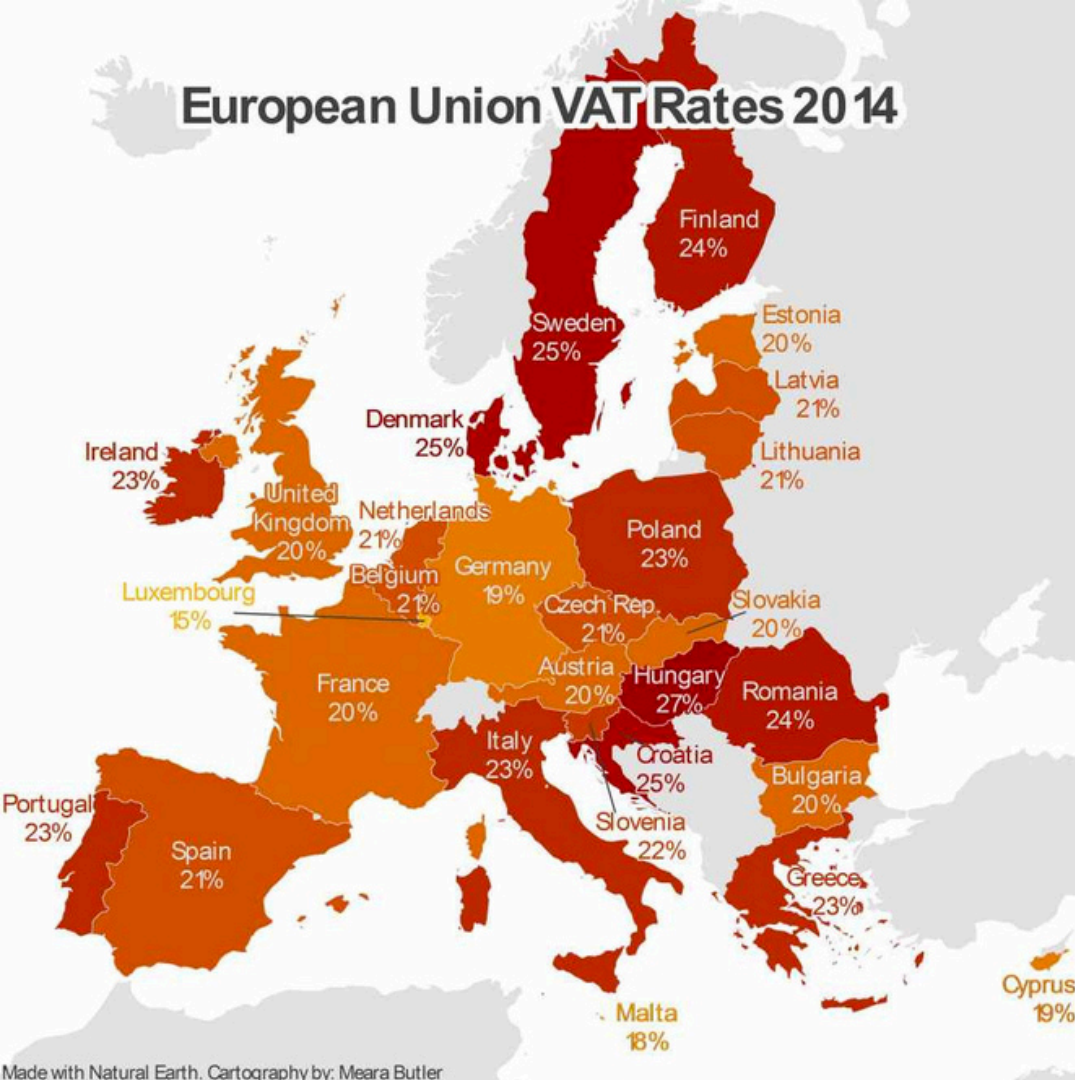 European Union VAT Rates 2014
Finland
24%
Sweden
25%
Estonia
20%
Latvia
21%
Denmark
25%
Lithuania
21%
Ireland
23%
United
Kingdom
20%
Netherlands
21%
Poland
23%
Germany
19%
Belgium
21%
Luxembourg
15%
Czech Rep.
21%
Slovakia
20%
Austria
20%
Hungary
27%
France
20%
Romania
24%
Italy
23%
Croatia
25%
Bulgaria
20%
Portugal
23%
Slovenia
22%
Spain
21%
Greece
23%
Cyprus
19%
Malta
18%
Made with Natural Earth. Cartography by: Meara Butler